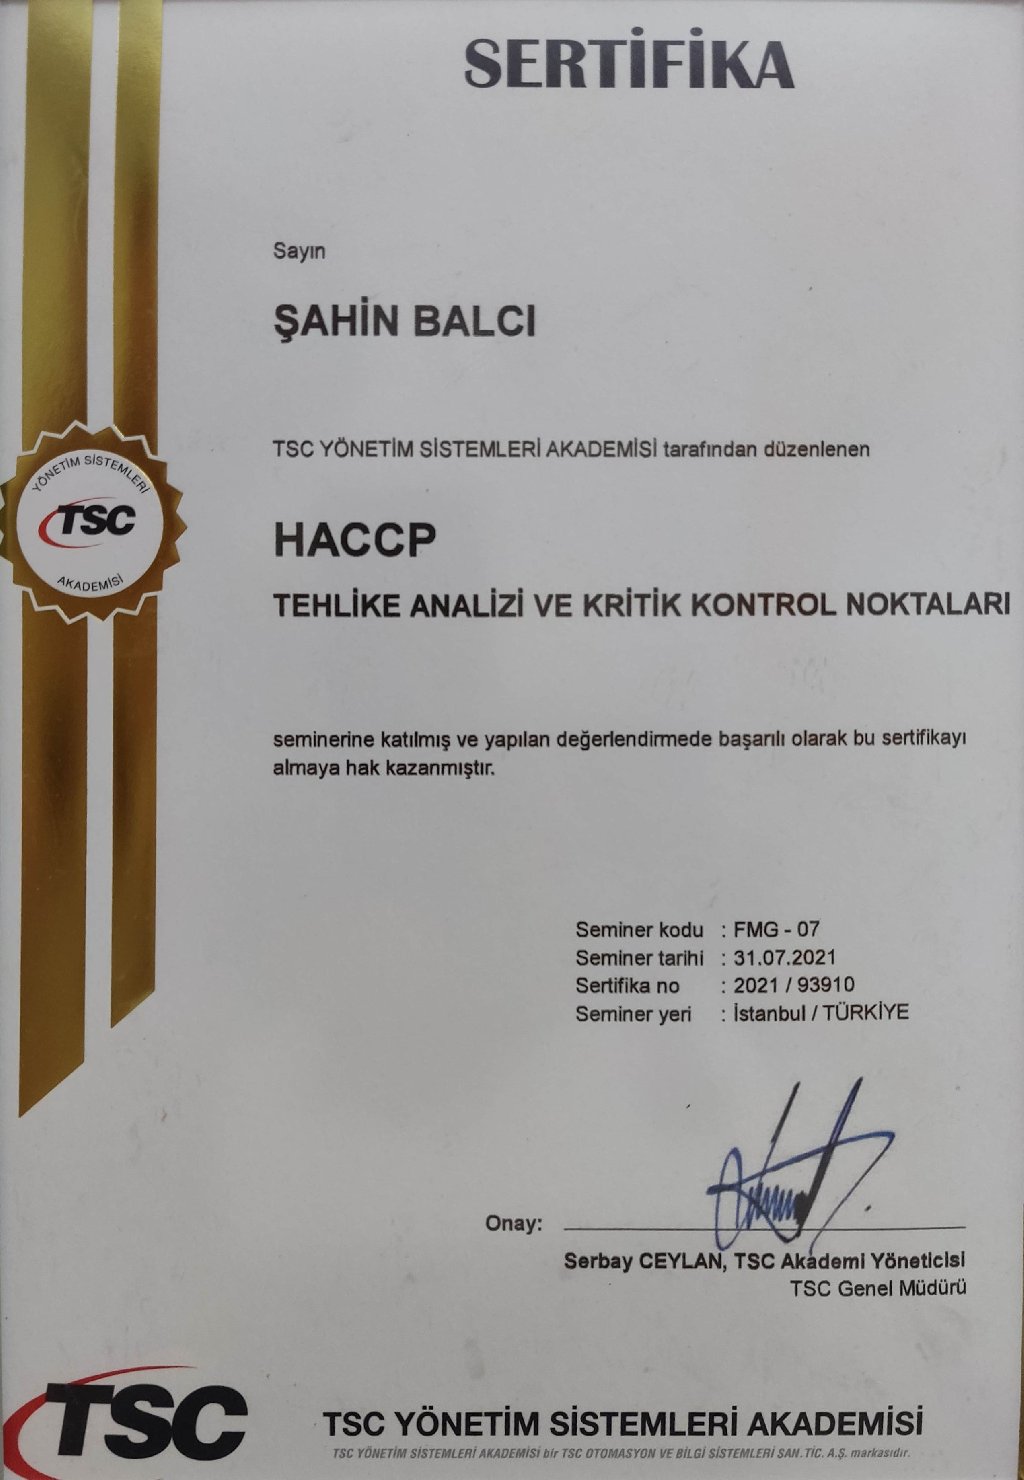 SERTİFİKA
Sayın
ŞAHİN BALCI
TSC YÖNETİM SİSTEMLERİ AKADEMİSİ tarafından düzenlenen
YÖNETİM SİSTEMLERİ
TSC
AKADEMİSİ
HACCP
TEHLİKE ANALİZİ VE KRİTİK KONTROL NOKTALARI
seminerine katılmış ve yapılan değerlendirmede başarılı olarak bu sertifikayı
almaya hak kazanmıştır.
Seminer kodu : FMG - 07
Seminer tarihi : 31.07.2021
Sertifika no : 2021 / 93910
Seminer yeri : İstanbul / TÜRKİYE
Onay:
Serbay CEYLAN, TSC Akademi Yöneticisi
TSC Genel Müdürü
TSC
TSC YÖNETİM SİSTEMLERİ AKADEMİSİ
TSC YÖNETİM SİSTEMLERİ AKADEMİSİ bir TSC OTOMASYON VE BİLGİ SİSTEMLERİ SAN. TİC. A.Ş. markasıdır.